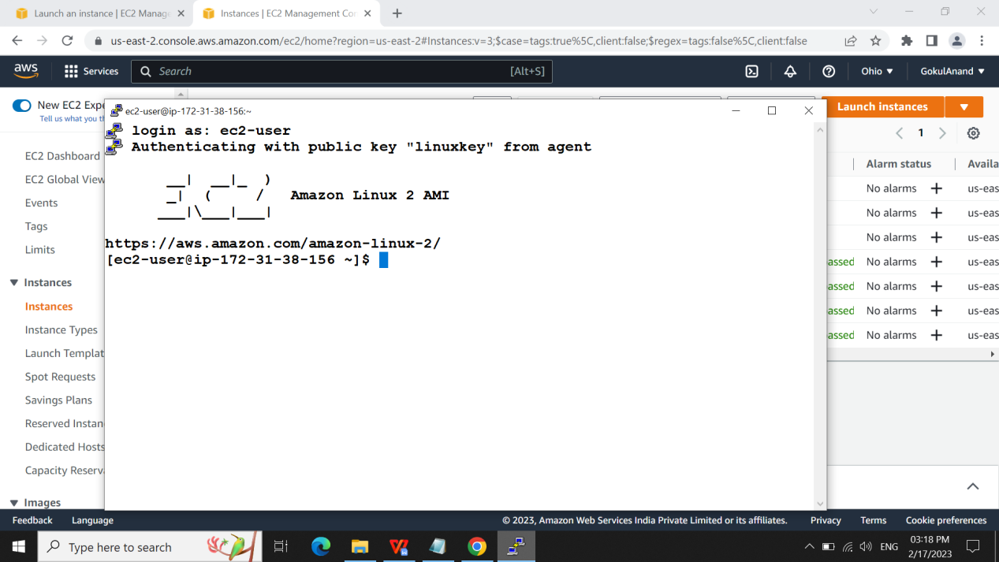 Launch an instance | EC2 Manage
Instances | EC2 Management Con
us-east-2.console.aws.amazon.com/ec2/home?region=us-east-2#Instances:v=3;$case=tags:true%5C,client:false;$regex=tags:false%5C,client:false
aws
Services
Search
[Alt+S]
Ohio
GokulAnand
New EC2 Expe
Tell us what you th
EC2 Dashboard
EC2 Global View
Events
Tags
Limits
Instances
Instances
Instance Types
Launch Templat
Spot Requests
Savings Plans
Reserved Instan
Dedicated Hosts
Capacity Reserva
Images
ec2-user@ip-172-31-38-156:~
login as: ec2-user
Authenticating with public key "linuxkey" from agent
__|  __|_  )
_|  (     /   Amazon Linux 2 AMI
___|\___|___|
https://aws.amazon.com/amazon-linux-2/
[ec2-user@ip-172-31-38-156 ~]$
Launch instances
1
Alarm status
Availa
No alarms + us-eas
No alarms + us-eas
No alarms + us-eas
assed No alarms + us-eas
assed No alarms + us-eas
assed No alarms + us-eas
assed No alarms + us-eas
Feedback
Language
© 2023, Amazon Web Services India Private Limited or its affiliates.
Privacy
Terms
Cookie preferences
Type here to search
ENG
03:18 PM
2/17/2023